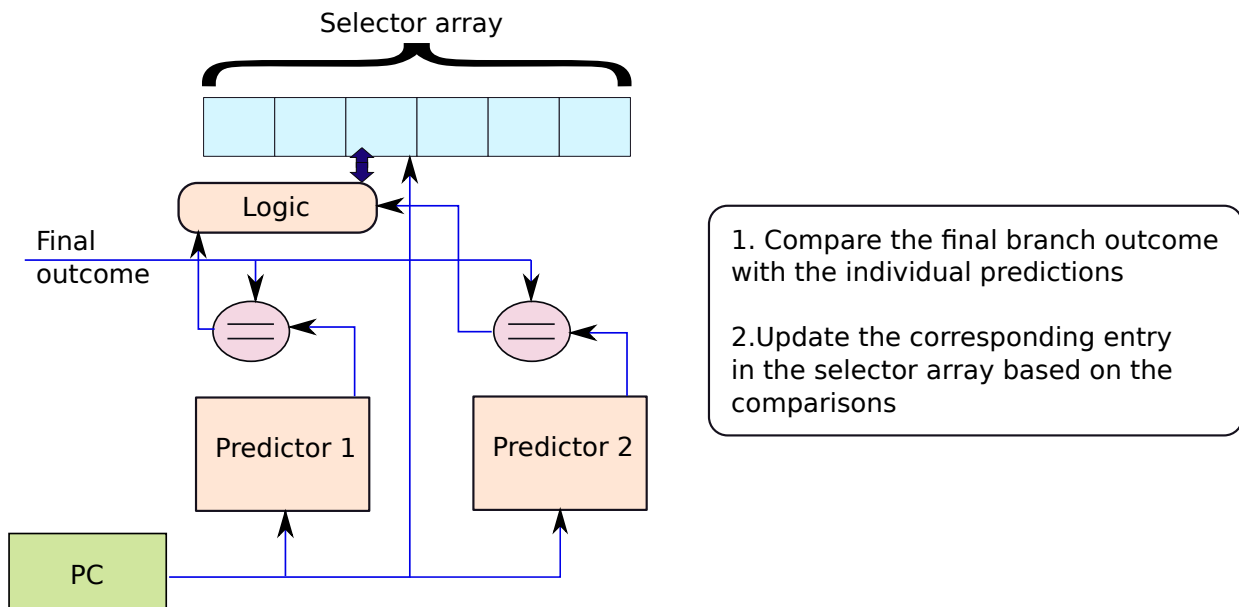 Selector array
Logic
Final
outcome
Predictor 1
Predictor 2
PC
1. Compare the final branch outcome
with the individual predictions
2.Update the corresponding entry
in the selector array based on the
comparisons